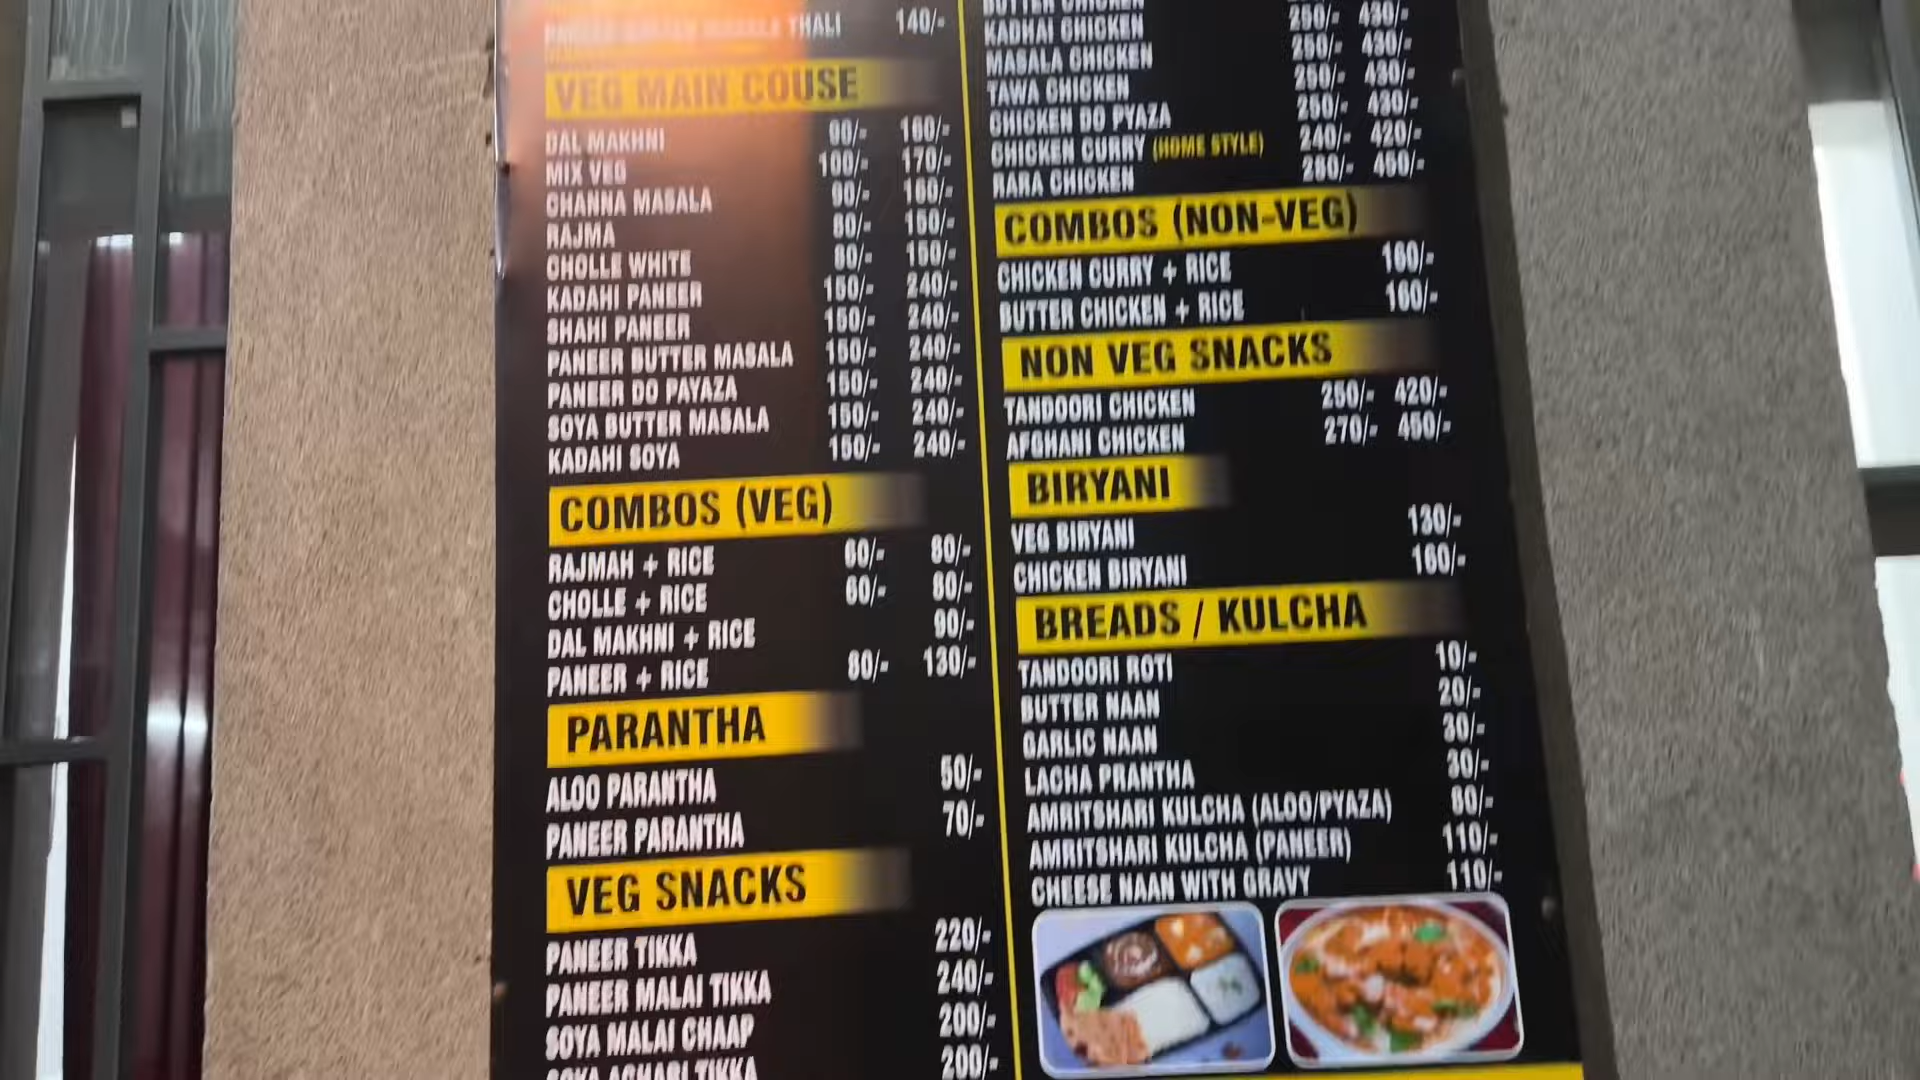 THALI 140/-
VEG MAIN COUSE
DAL MAKHNI 90/- 160/-
MIX VEG 100/- 170/-
CHANNA MASALA 90/- 160/-
RAJMA 80/- 150/-
CHOLLE WHITE 80/- 150/-
KADAHI PANEER 150/- 240/-
SHAHI PANEER 150/- 240/-
PANEER BUTTER MASALA 150/- 240/-
PANEER DO PAYAZA 150/- 240/-
SOYA BUTTER MASALA 150/- 240/-
KADAHI SOYA 150/- 240/-
COMBOS (VEG)
RAJMAH + RICE 60/- 80/-
CHOLLE + RICE 60/- 80/-
DAL MAKHNI + RICE 90/-
PANEER + RICE 80/- 130/-
PARANTHA
ALOO PARANTHA 50/-
PANEER PARANTHA 70/-
VEG SNACKS
PANEER TIKKA 220/-
PANEER MALAI TIKKA 240/-
SOYA MALAI CHAAP 200/-
SOYA ACHARI TIKKA 200/-
BUTTER CHICKEN
KADHAI CHICKEN 250/- 430/-
MASALA CHICKEN 250/- 430/-
TAWA CHICKEN 250/- 430/-
CHICKEN DO PYAZA 250/- 430/-
CHICKEN CURRY (HOME STYLE) 240/- 420/-
RARA CHICKEN 280/- 450/-
COMBOS (NON-VEG)
CHICKEN CURRY + RICE 160/-
BUTTER CHICKEN + RICE 160/-
NON VEG SNACKS
TANDOORI CHICKEN 250/- 420/-
AFGHANI CHICKEN 270/- 450/-
BIRYANI
VEG BIRYANI 130/-
CHICKEN BIRYANI 160/-
BREADS / KULCHA
TANDOORI ROTI 10/-
BUTTER NAAN 20/-
GARLIC NAAN 30/-
LACHA PRANTHA 30/-
AMRITSHARI KULCHA (ALOO/PYAZA) 80/-
AMRITSHARI KULCHA (PANEER) 110/-
CHEESE NAAN WITH GRAVY 110/-